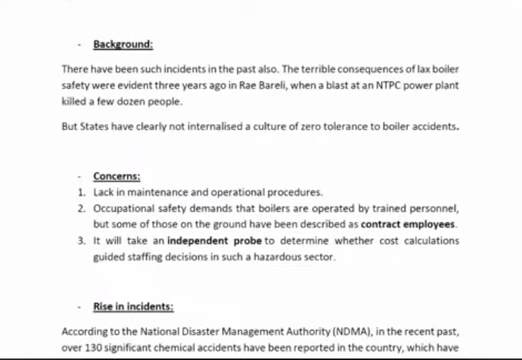 - Background:
There have been such incidents in the past also. The terrible consequences of lax boiler
safety were evident three years ago in Rae Bareli, when a blast at an NTPC power plant
killed a few dozen people.
But States have clearly not internalised a culture of zero tolerance to boiler accidents.
- Concerns:
1. Lack in maintenance and operational procedures.
2. Occupational safety demands that boilers are operated by trained personnel,
but some of those on the ground have been described as contract employees.
3. It will take an independent probe to determine whether cost calculations
guided staffing decisions in such a hazardous sector.
- Rise in incidents:
According to the National Disaster Management Authority (NDMA), in the recent past,
over 130 significant chemical accidents have been reported in the country, which have